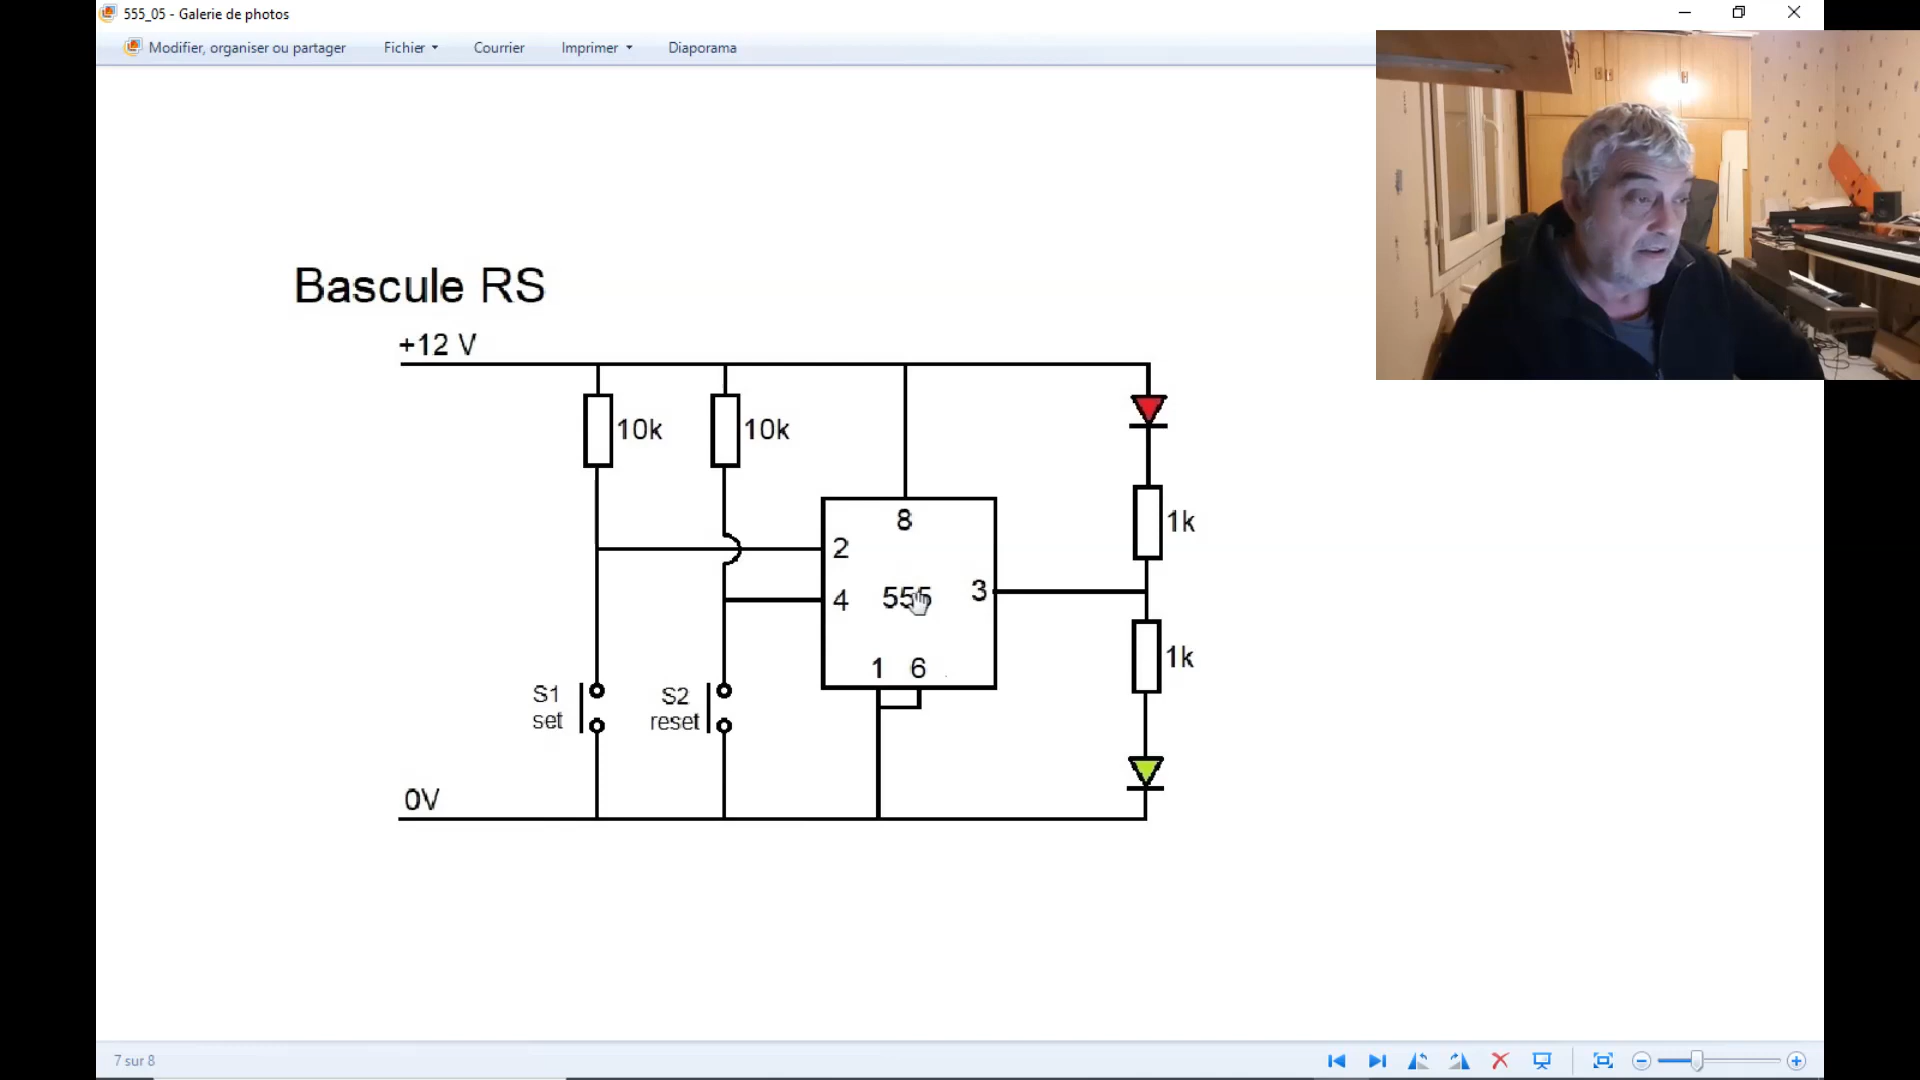 555_05 - Galerie de photos
Modifier, organiser ou partager Fichier Courrier Imprimer Diaporama
Bascule RS
+12 V
10k 10k
8
2
1k
4 555 3
1 6
1k
S1 set
S2 reset
0V
7 sur 8